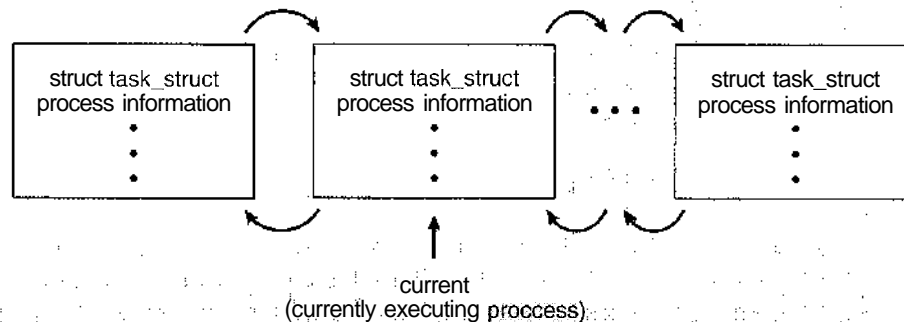 struct task_struct
process information
struct task_struct
process information
struct task_struct
process information
current
(currently executing proccess)